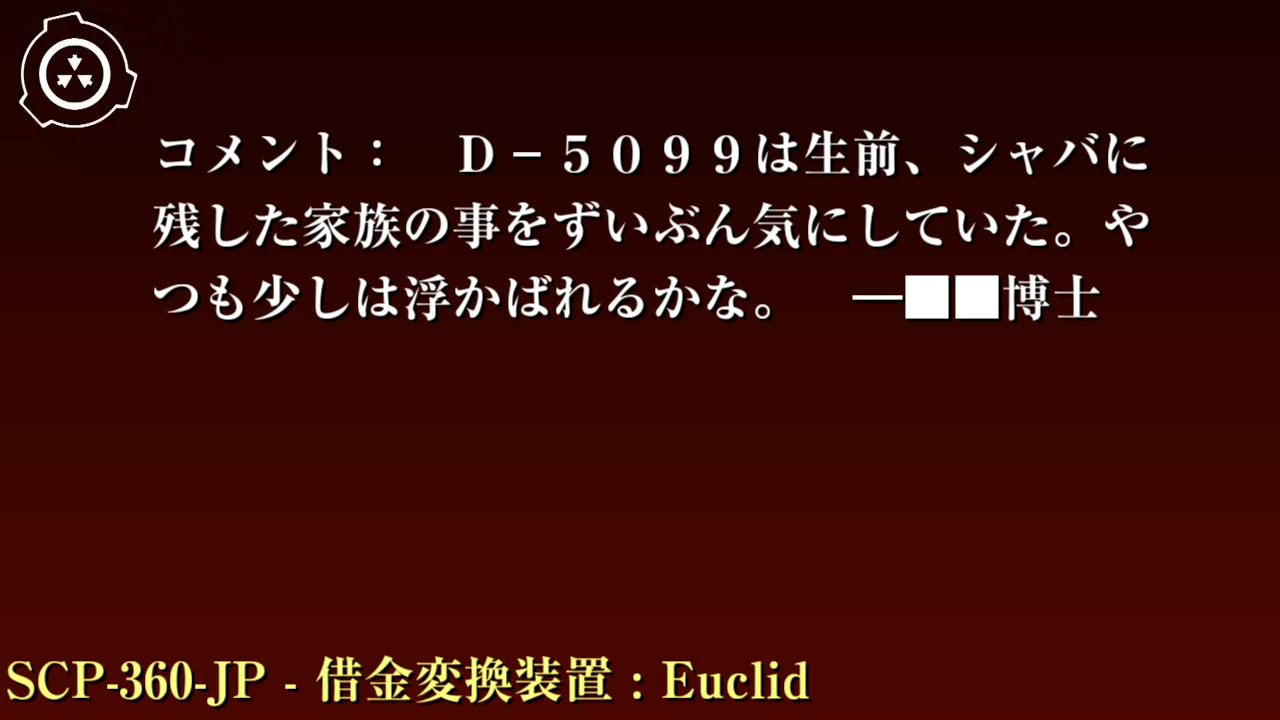 コメント：　Ｄ－５０９９は生前、シャバに
残した家族の事をずいぶん気にしていた。や
つも少しは浮かばれるかな。　―■■博士
SCP-360-JP - 借金変換装置 : Euclid